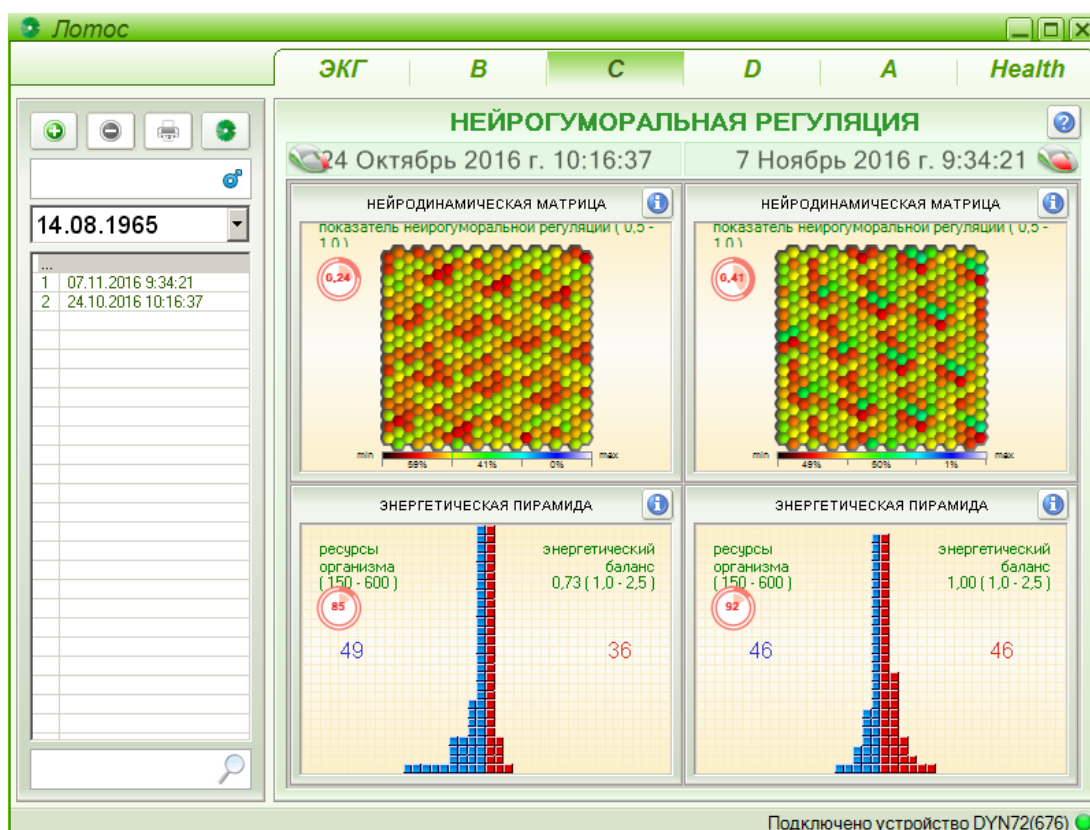 Лотос
ЭКГ B C D A Health
НЕЙРОГУМОРАЛЬНАЯ РЕГУЛЯЦИЯ
24 Октябрь 2016 г. 10:16:37
7 Ноябрь 2016 г. 9:34:21
14.08.1965
...
1 07.11.2016 9:34:21
2 24.10.2016 10:16:37
НЕЙРОДИНАМИЧЕСКАЯ МАТРИЦА
показатель нейрогуморальной регуляции ( 0,5 -
1,0 )
0,24
min 59% 41% 0% max
НЕЙРОДИНАМИЧЕСКАЯ МАТРИЦА
показатель нейрогуморальной регуляции ( 0,5 -
1,0 )
0,41
min 49% 50% 1% max
ЭНЕРГЕТИЧЕСКАЯ ПИРАМИДА
ресурсы
организма
( 150 - 600 )
85
49
энергетический
баланс
0,73 ( 1,0 - 2,5 )
36
ЭНЕРГЕТИЧЕСКАЯ ПИРАМИДА
ресурсы
организма
( 150 - 600 )
92
46
энергетический
баланс
1,00 ( 1,0 - 2,5 )
46
Подключено устройство DYN72(676)